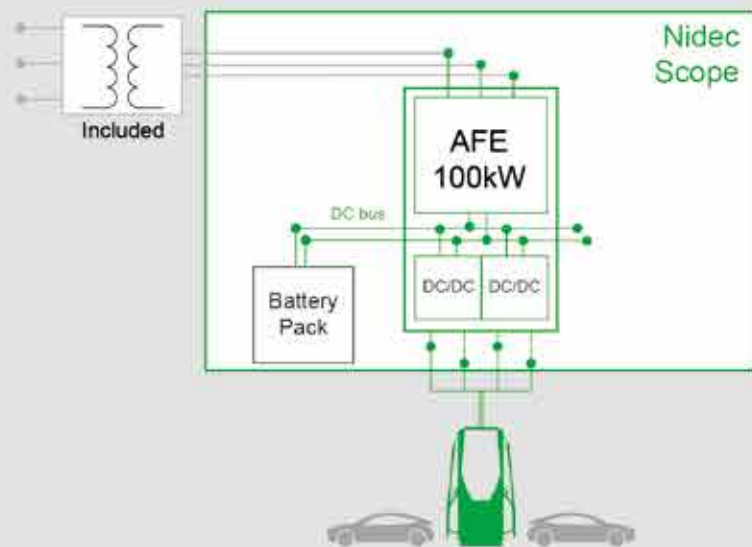 Nidec
Scope
Included
AFE
100kW
DC bus
DC/DC
DC/DC
Battery
Pack